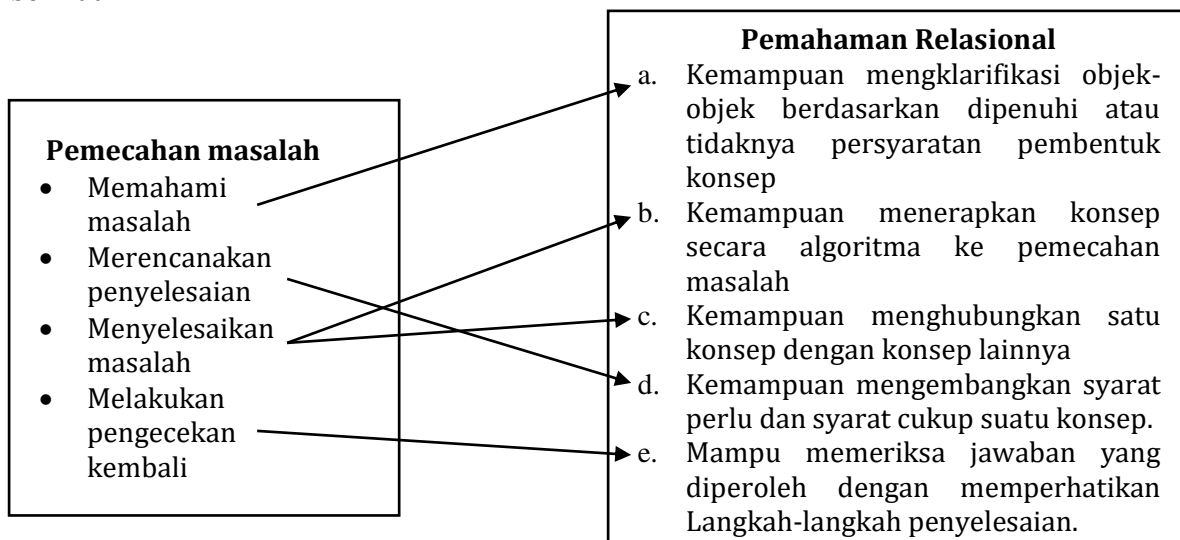 Pemecahan masalah
• Memahami
masalah
• Merencanakan
penyelesaian
• Menyelesaikan
masalah
• Melakukan
pengecekan
kembali
Pemahaman Relasional
a. Kemampuan mengklarifikasi objek-
objek berdasarkan dipenuhi atau
tidaknya persyaratan pembentuk
konsep
b. Kemampuan menerapkan konsep
secara algoritma ke pemecahan
masalah
c. Kemampuan menghubungkan satu
konsep dengan konsep lainnya
d. Kemampuan mengembangkan syarat
perlu dan syarat cukup suatu konsep.
e. Mampu memeriksa jawaban yang
diperoleh dengan memperhatikan
Langkah-langkah penyelesaian.